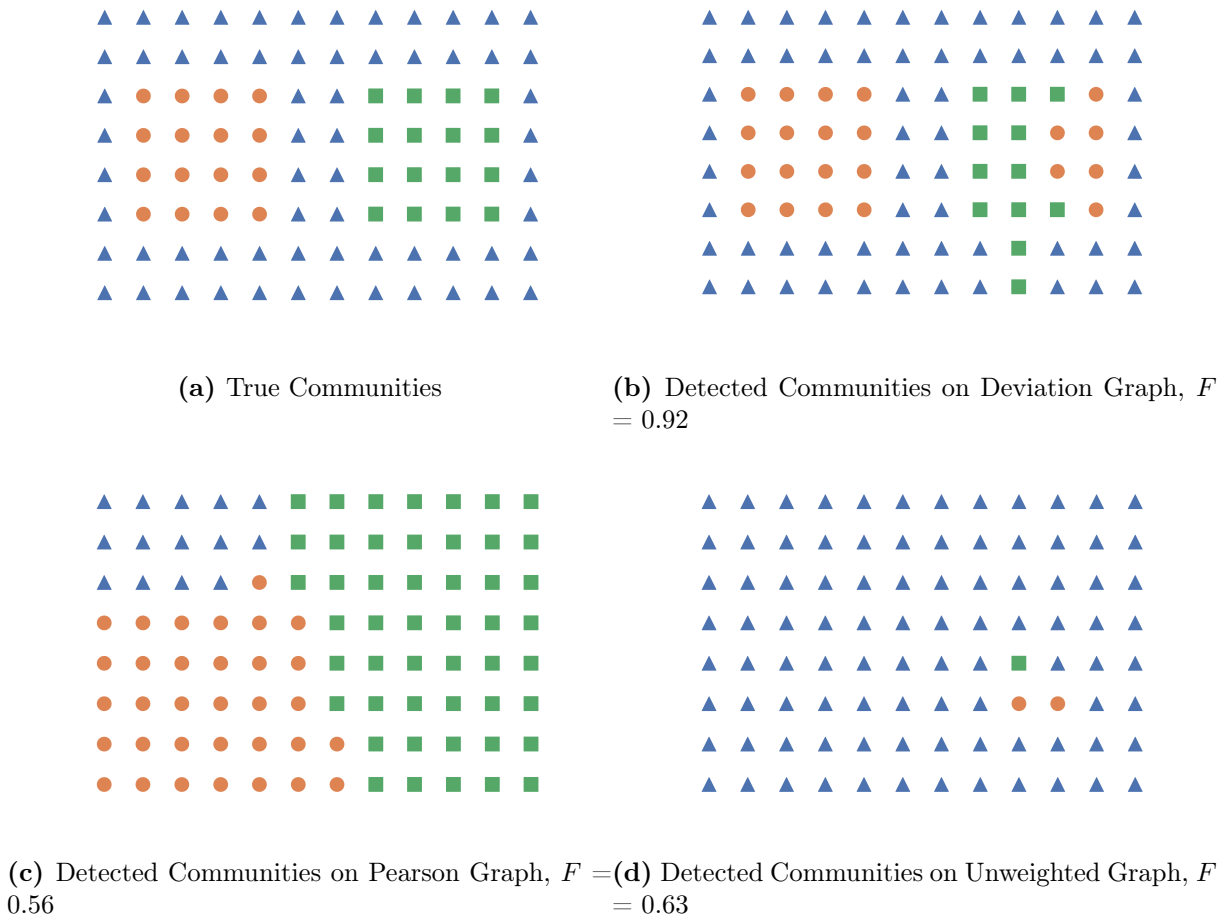 (a) True Communities
(b) Detected Communities on Deviation Graph, F
= 0.92
(c) Detected Communities on Pearson Graph, F =
0.56
(d) Detected Communities on Unweighted Graph, F
= 0.63